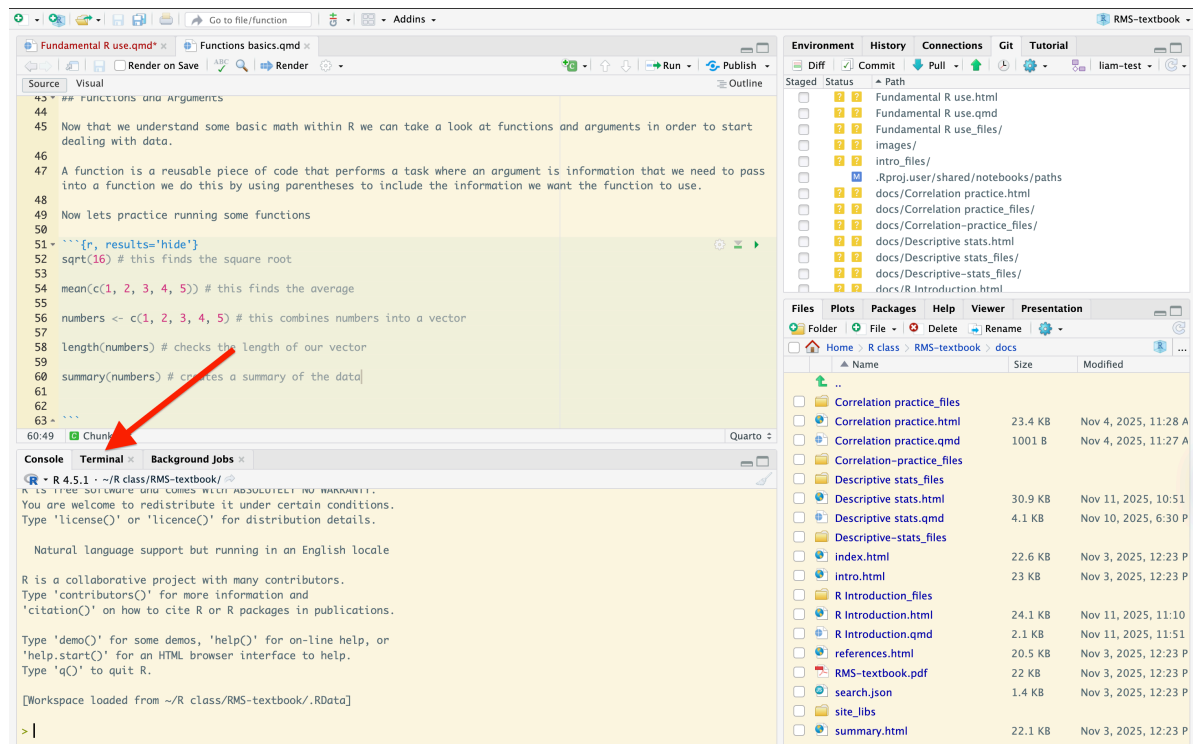 Go to file/function Addins RMS-textbook
Fundamental R use.qmd* Functions basics.qmd
Render on Save ABC Render Run Publish
Source Visual Outline
43 ## Functions and Arguments
44
45 Now that we understand some basic math within R we can take a look at functions and arguments in order to start
dealing with data.
46
47 A function is a reusable piece of code that performs a task where an argument is information that we need to pass
into a function we do this by using parentheses to include the information we want the function to use.
48
49 Now lets practice running some functions
50
51 ```{r, results='hide'}
52 sqrt(16) # this finds the square root
53
54 mean(c(1, 2, 3, 4, 5)) # this finds the average
55
56 numbers <- c(1, 2, 3, 4, 5) # this combines numbers into a vector
57
58 length(numbers) # checks the length of our vector
59
60 summary(numbers) # creates a summary of the data
61
62
63 ```
60:49 C Chunk Quarto
Console Terminal Background Jobs
R 4.5.1 · ~/R class/RMS-textbook/
R is free software and comes with ABSOLUTELY NO WARRANTY.
You are welcome to redistribute it under certain conditions.
Type 'license()' or 'licence()' for distribution details.
Natural language support but running in an English locale
R is a collaborative project with many contributors.
Type 'contributors()' for more information and
'citation()' on how to cite R or R packages in publications.
Type 'demo()' for some demos, 'help()' for on-line help, or
'help.start()' for an HTML browser interface to help.
Type 'q()' to quit R.
[Workspace loaded from ~/R class/RMS-textbook/.RData]
>
Environment History Connections Git Tutorial
Diff Commit Pull liam-test
Staged Status Path
? ? Fundamental R use.html
? ? Fundamental R use.qmd
? ? Fundamental R use_files/
? ? images/
? ? intro_files/
M .Rproj.user/shared/notebooks/paths
? ? docs/Correlation practice.html
? ? docs/Correlation practice_files/
? ? docs/Correlation-practice_files/
? ? docs/Descriptive stats.html
? ? docs/Descriptive stats_files/
? ? docs/Descriptive-stats_files/
? ? docs/R Introduction.html
Files Plots Packages Help Viewer Presentation
Folder File Delete Rename
Home > R class > RMS-textbook > docs ...
Name Size Modified
..
Correlation practice_files
Correlation practice.html 23.4 KB Nov 4, 2025, 11:28 A
Correlation practice.qmd 1001 B Nov 4, 2025, 11:27 A
Correlation-practice_files
Descriptive stats_files
Descriptive stats.html 30.9 KB Nov 11, 2025, 10:51
Descriptive stats.qmd 4.1 KB Nov 10, 2025, 6:30 P
Descriptive-stats_files
index.html 22.6 KB Nov 3, 2025, 12:23 P
intro.html 23 KB Nov 3, 2025, 12:23 P
R Introduction_files
R Introduction.html 24.1 KB Nov 11, 2025, 11:10
R Introduction.qmd 2.1 KB Nov 11, 2025, 11:51
references.html 20.5 KB Nov 3, 2025, 12:23 P
RMS-textbook.pdf 22 KB Nov 3, 2025, 12:23 P
search.json 1.4 KB Nov 3, 2025, 12:23 P
site_libs
summary.html 22.1 KB Nov 3, 2025, 12:23 P